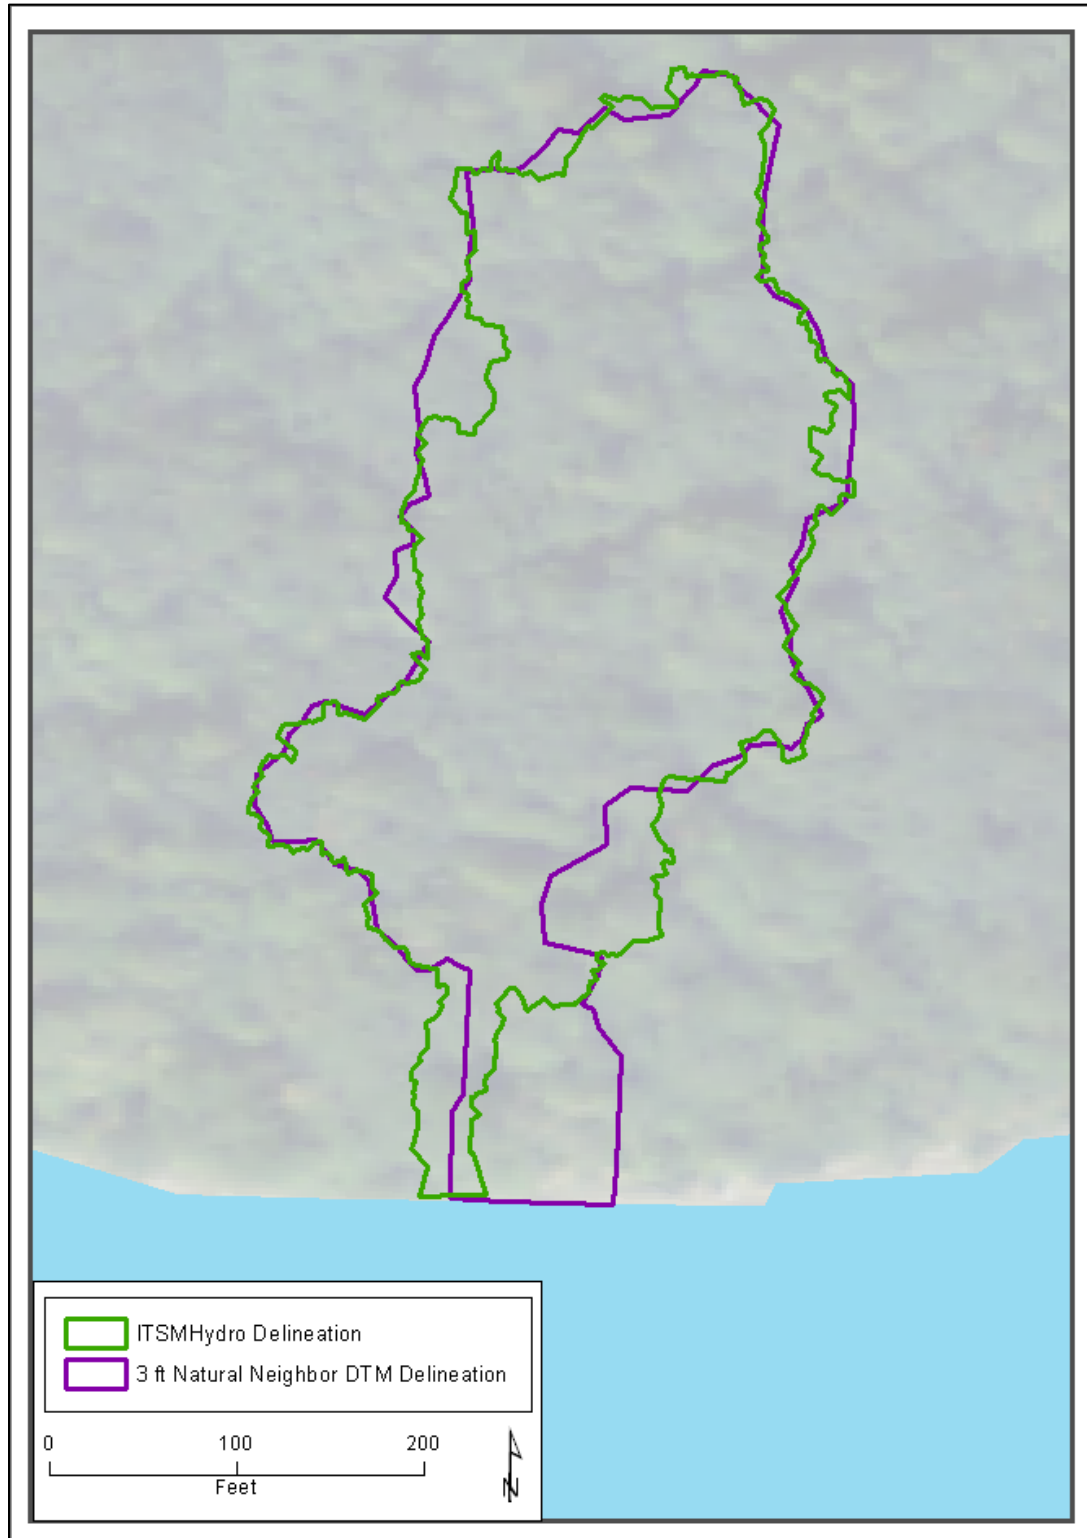 ITSMHydro Delineation
3 ft Natural Neighbor DTM Delineation
0 100 200
Feet
N